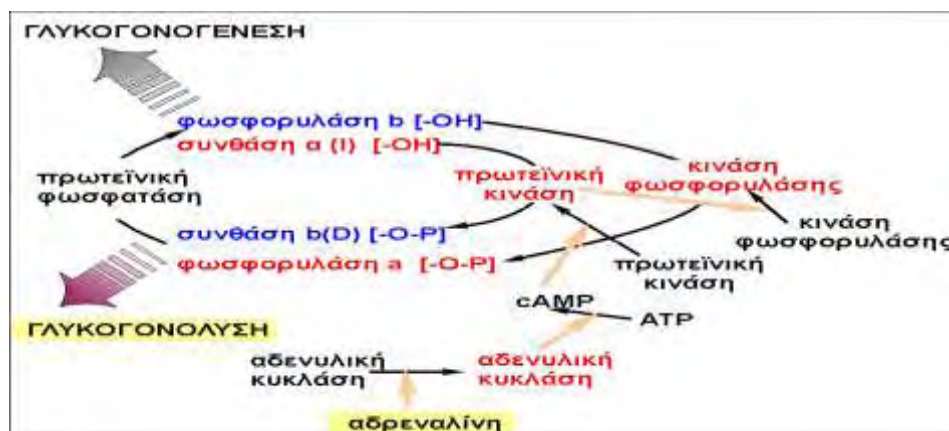 ΓΛΥΚΟΓΟΝΟΓΕΝΕΣΗ
φωσφορυλάση b [-OH]
συνθάση a (I) [-OH]
πρωτεϊνική
φωσφατάση
πρωτεϊνική
κινάση
κινάση
φωσφορυλάσης
κινάση
φωσφορυλάσης
συνθάση b(D) [-O-P]
φωσφορυλάση a [-O-P]
πρωτεϊνική
κινάση
cAMP
ATP
ΓΛΥΚΟΓΟΝΟΛΥΣΗ
αδενυλική
κυκλάση
αδενυλική
κυκλάση
αδρεναλίνη